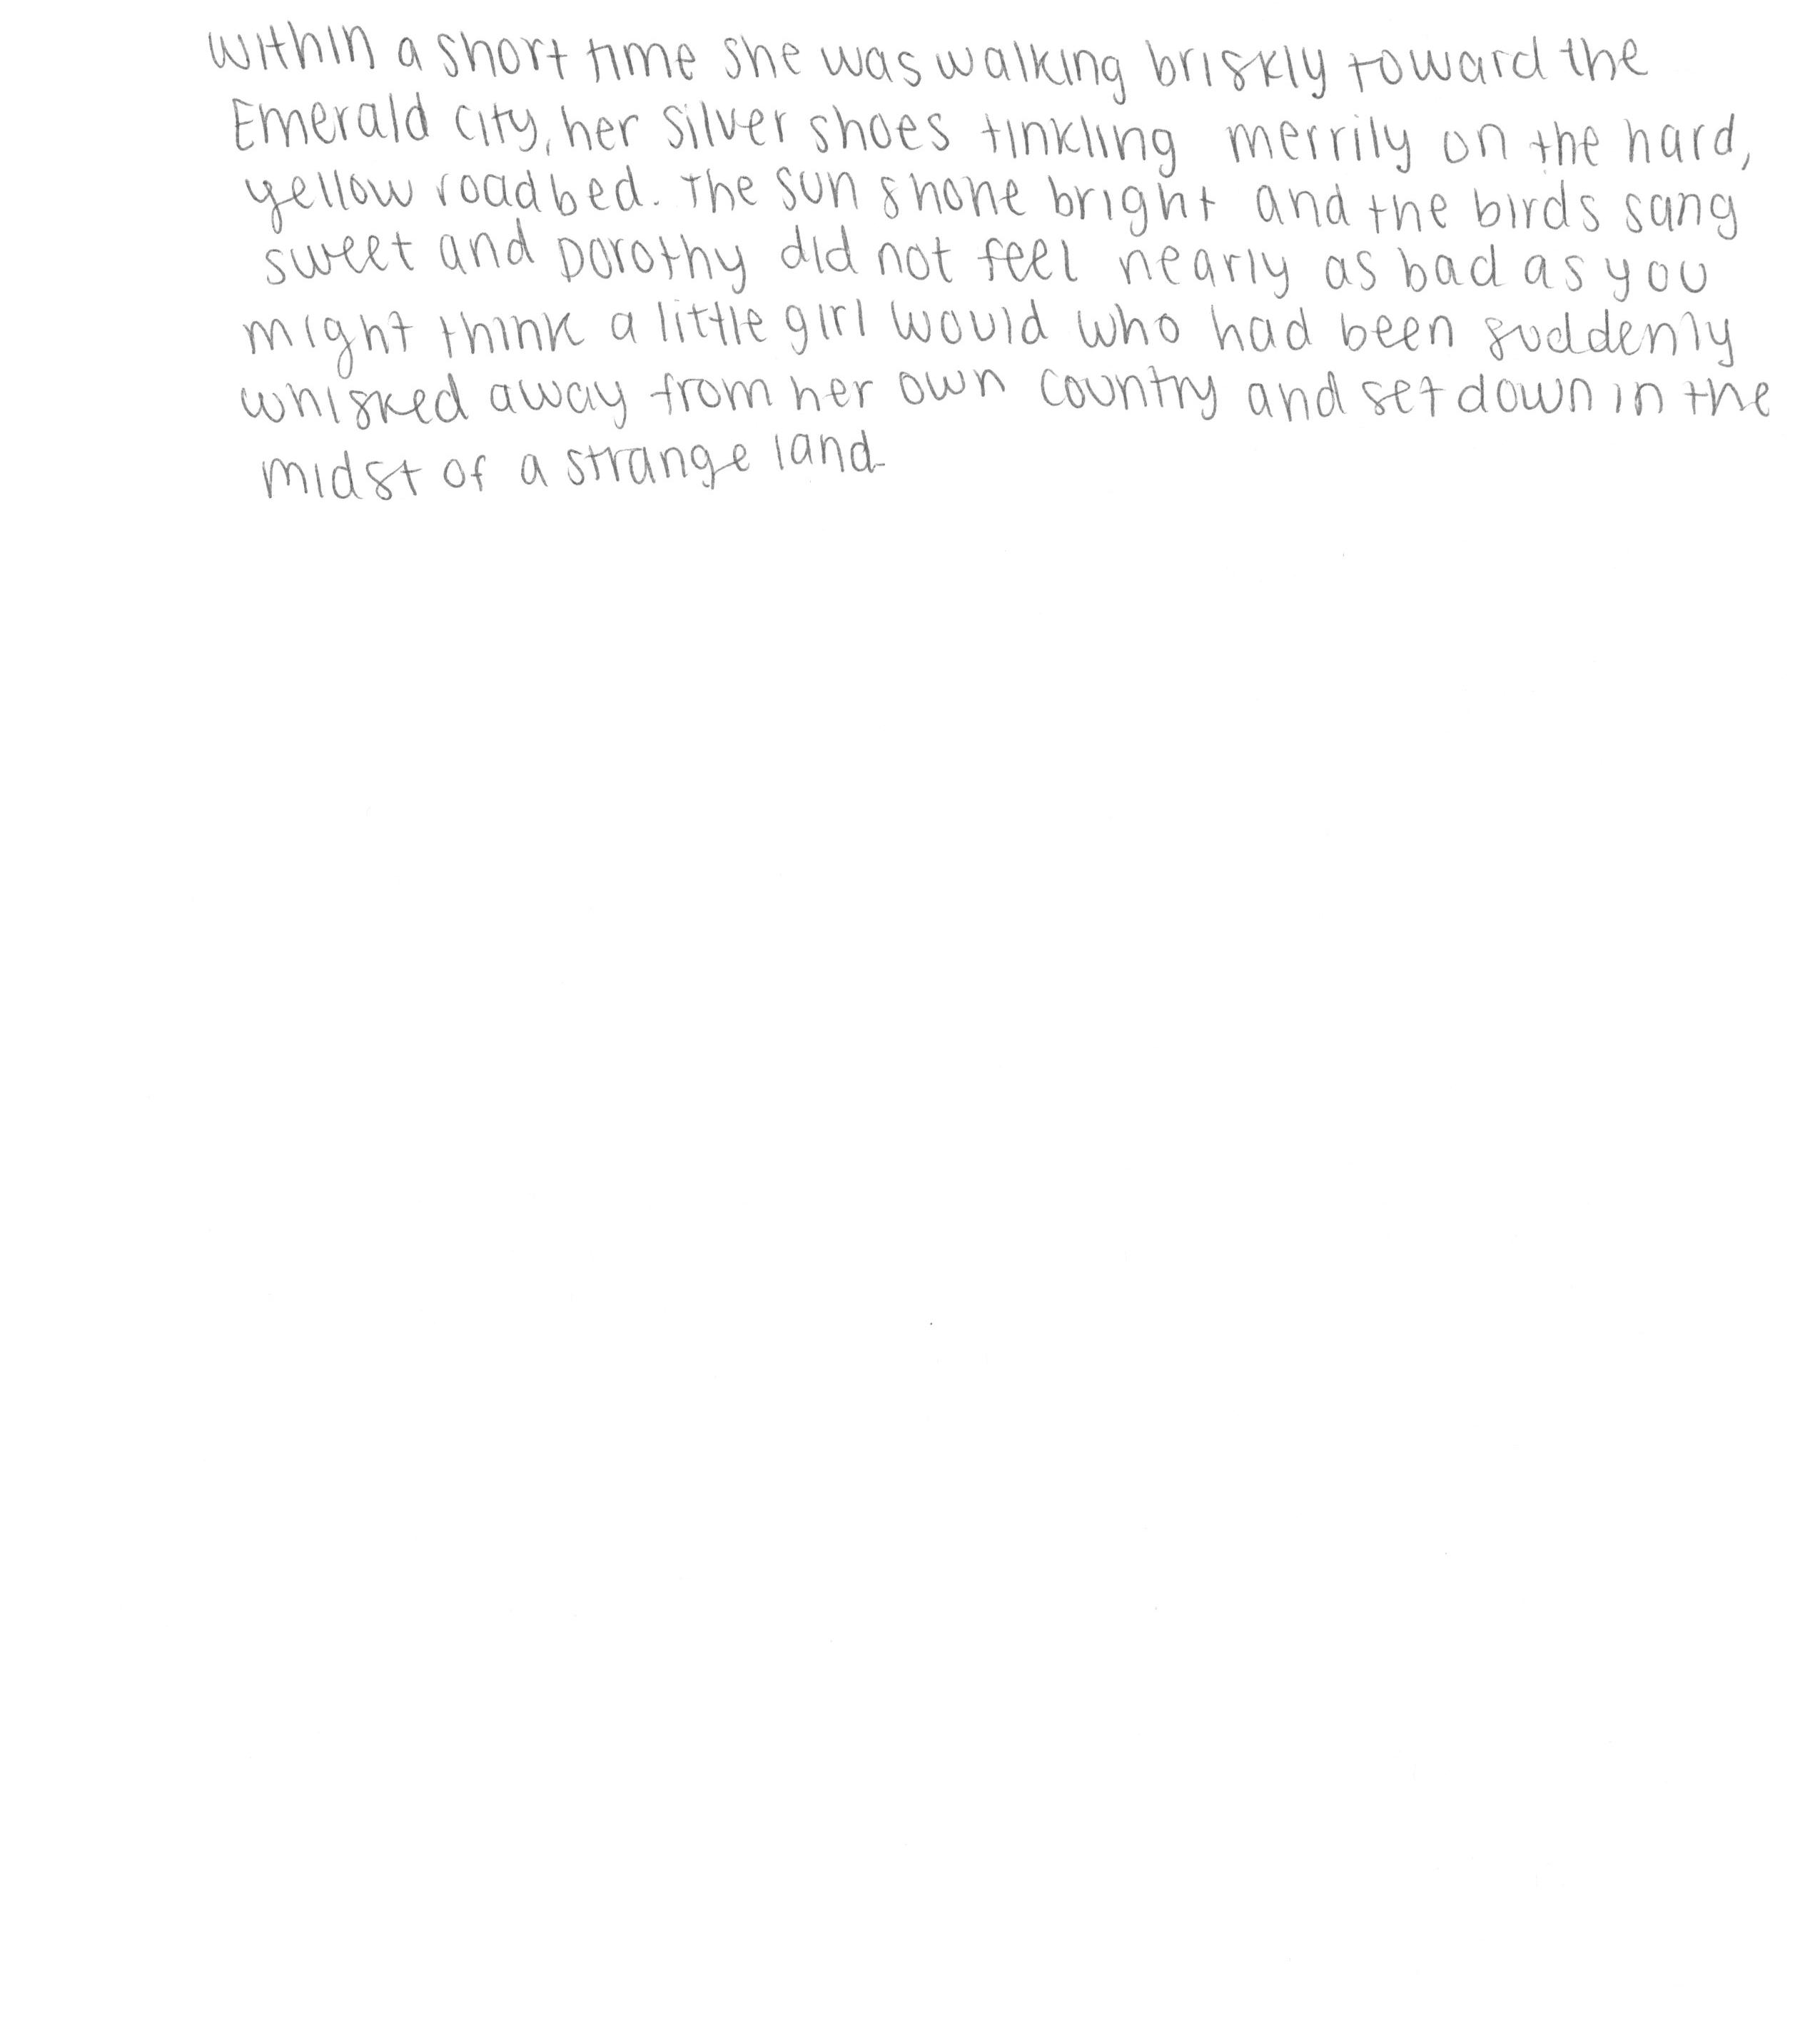 Within a short time she was walking briskly toward the
Emerald City, her silver shoes tinkling merrily on the hard,
yellow roadbed. The sun shone bright and the birds sang
sweet and Dorothy did not feel nearly as bad as you
might think a little girl would who had been suddenly
whisked away from her own country and set down in the
midst of a strange land.